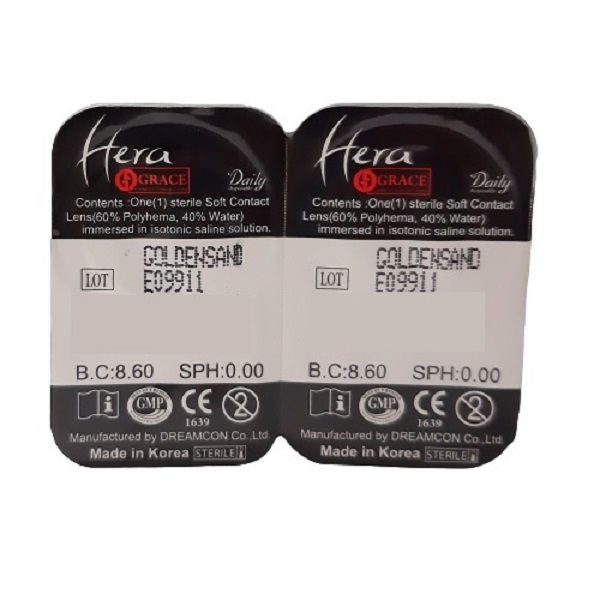 Hera
GRACE
Daily
Contents :One(1) sterile Soft Contact
Lens(60% Polyhema, 40% Water)
immersed in isotonic saline solution.
GOLDENSAND
LOT E09911
B.C:8.60 SPH:0.00
GMP CE
1639
Manufactured by DREAMCON Co.,Ltd.
Made in Korea STERILE
Hera
GRACE
Daily
Contents :One(1) sterile Soft Contact
Lens(60% Polyhema, 40% Water)
immersed in isotonic saline solution.
GOLDENSAND
LOT E09911
B.C:8.60 SPH:0.00
GMP CE
1639
Manufactured by DREAMCON Co.,Ltd.
Made in Korea STERILE